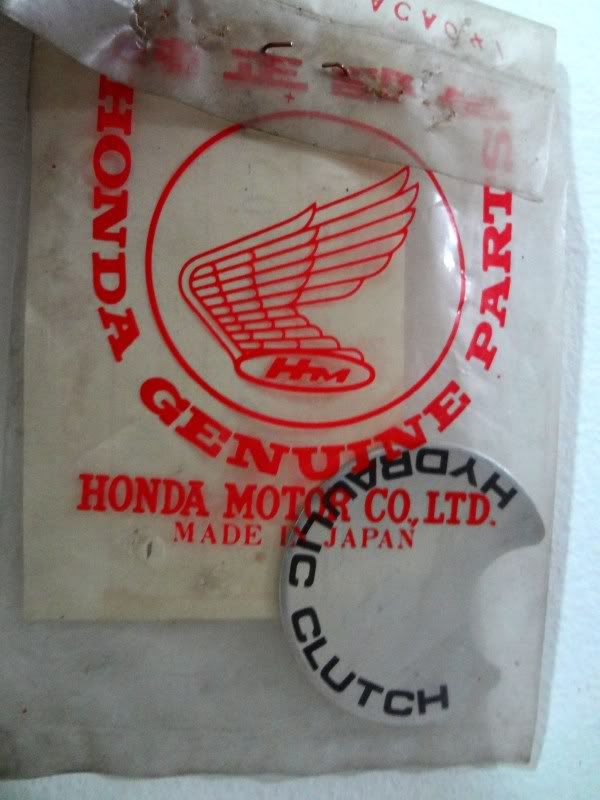 HONDA GENUINE PARTS
HM
HONDA MOTOR CO., LTD.
MADE IN JAPAN
HYDRAULIC CLUTCH